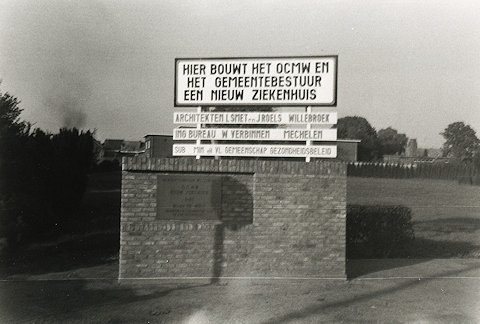 HIER BOUWT HET OCMW EN
HET GEMEENTEBESTUUR
EEN NIEUW ZIEKENHUIS
ARCHITEKTEN L SMET EN J ROELS WILLEBROEK
ING BUREAU W VERBINNEN MECHELEN
SUB MIN VL GEMEENSCHAP GEZONDHEIDSBELEID